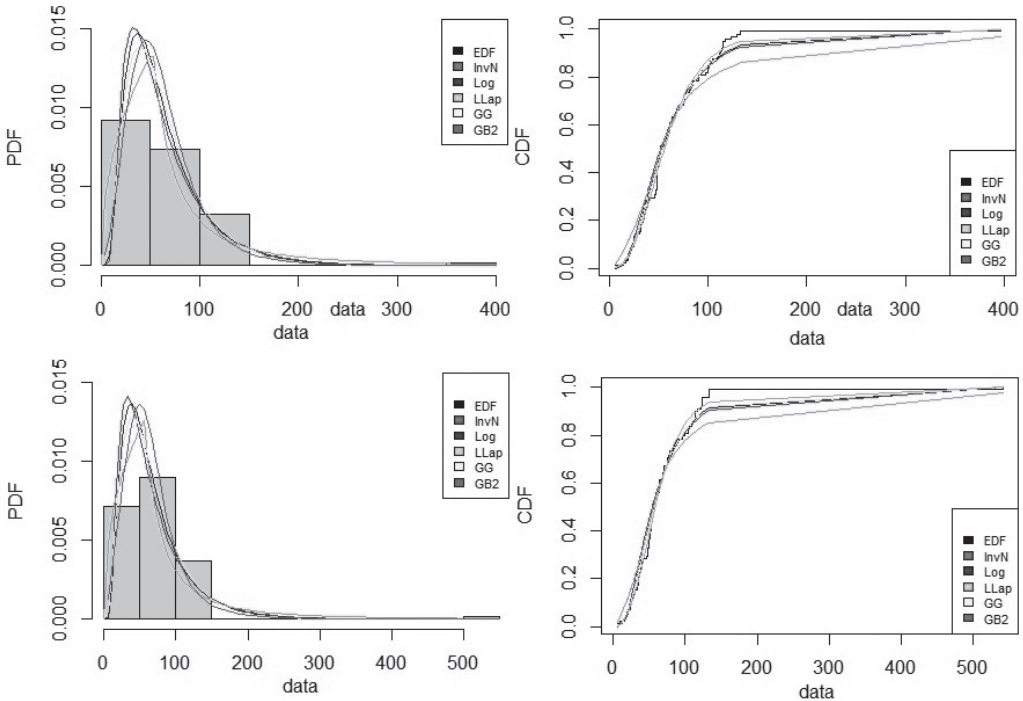 PDF
0.015
0.010
0.005
0.000
0
100
200
300
400
data
data
EDF
InvN
Log
LLap
GG
GB2
CDF
1.0
0.8
0.6
0.4
0.2
0.0
0
100
200
300
400
data
data
EDF
InvN
Log
LLap
GG
GB2
PDF
0.015
0.010
0.005
0.000
0
100
200
300
400
500
data
EDF
InvN
Log
LLap
GG
GB2
CDF
1.0
0.8
0.6
0.4
0.2
0.0
0
100
200
300
400
500
data
EDF
InvN
Log
LLap
GG
GB2